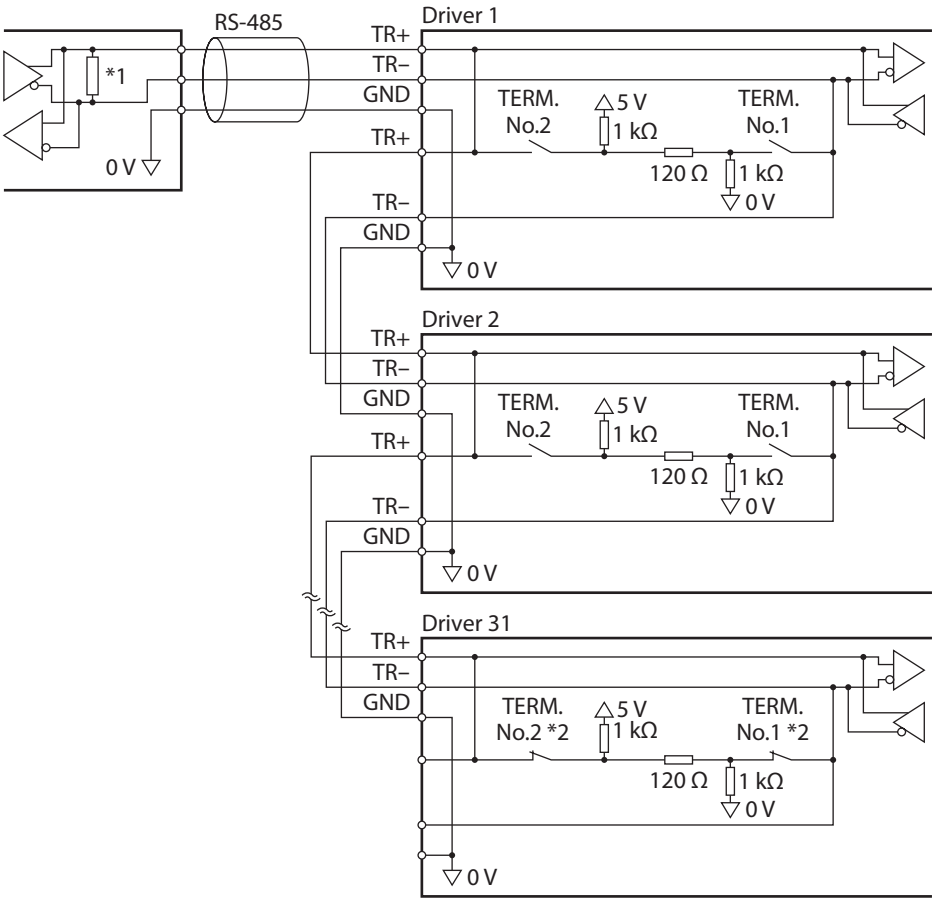 RS-485
*1
0 V
Driver 1
TR+
TR–
GND
TR+
TR–
GND
TERM.
No.2
5 V
1 kΩ
120 Ω
TERM.
No.1
1 kΩ
0 V
0 V
Driver 2
TR+
TR–
GND
TR+
TR–
GND
TERM.
No.2
5 V
1 kΩ
120 Ω
TERM.
No.1
1 kΩ
0 V
0 V
Driver 31
TR+
TR–
GND
TERM.
No.2 *2
5 V
1 kΩ
120 Ω
TERM.
No.1 *2
1 kΩ
0 V
0 V